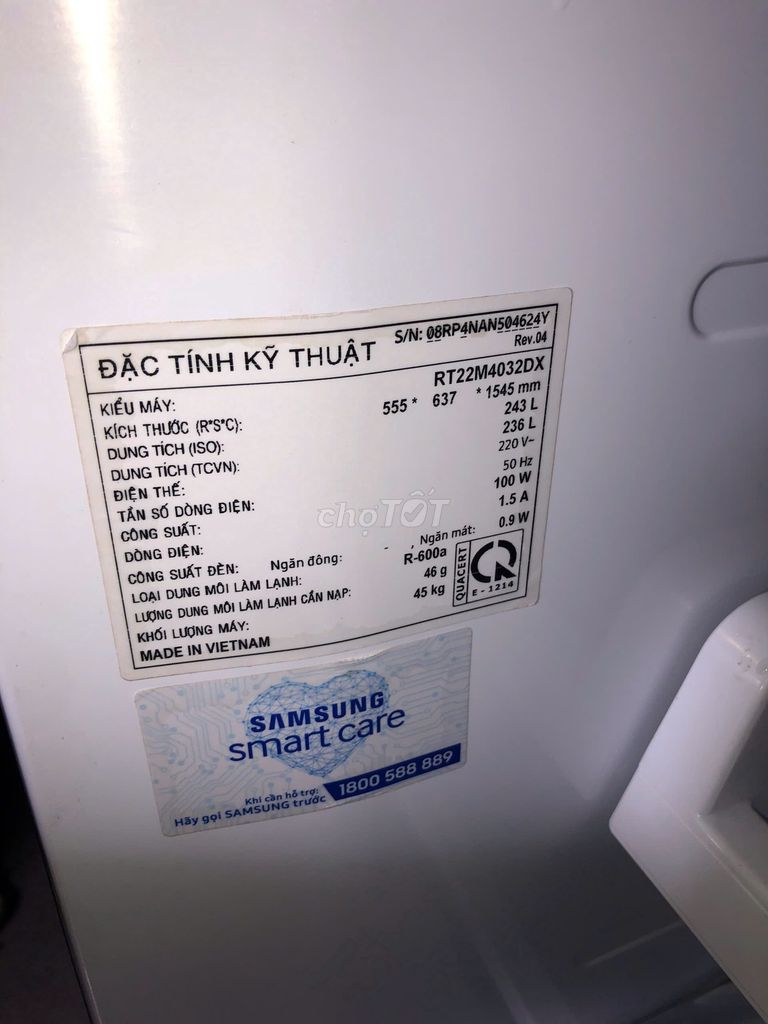 S/N: 08RP4NAN504624Y
ĐẶC TÍNH KỸ THUẬT
Rev.04
KIỂU MÁY: RT22M4032DX
KÍCH THƯỚC (R*S*C): 555 * 637 * 1545 mm
DUNG TÍCH (ISO): 243 L
DUNG TÍCH (TCVN): 236 L
ĐIỆN THẾ: 220 V~
TẦN SỐ DÒNG ĐIỆN: 50 Hz
CÔNG SUẤT: 100 W
DÒNG ĐIỆN: 1.5 A
CÔNG SUẤT ĐÈN: Ngăn đông: - , Ngăn mát: 0.9 W
LOẠI DUNG MÔI LÀM LẠNH: R-600a
LƯỢNG DUNG MÔI LÀM LẠNH CẦN NẠP: 46 g
KHỐI LƯỢNG MÁY: 45 kg
MADE IN VIETNAM
QUACERT
E - 1214
chợTỐT
SAMSUNG
smart care
Khi cần hỗ trợ:
Hãy gọi SAMSUNG trước
1800 588 889